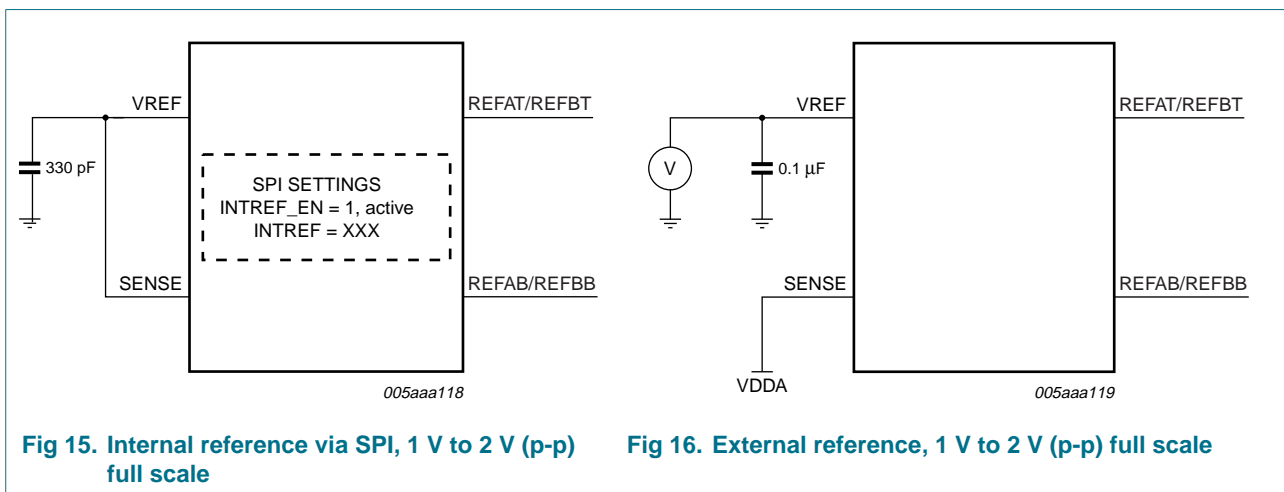 VREF
REFAT/REFBT
330 pF
SPI SETTINGS
INTREF_EN = 1, active
INTREF = XXX
SENSE
REFAB/REFBB
005aaa118
Fig 15. Internal reference via SPI, 1 V to 2 V (p-p)
full scale
VREF
REFAT/REFBT
V
0.1 μF
SENSE
REFAB/REFBB
VDDA
005aaa119
Fig 16. External reference, 1 V to 2 V (p-p) full scale